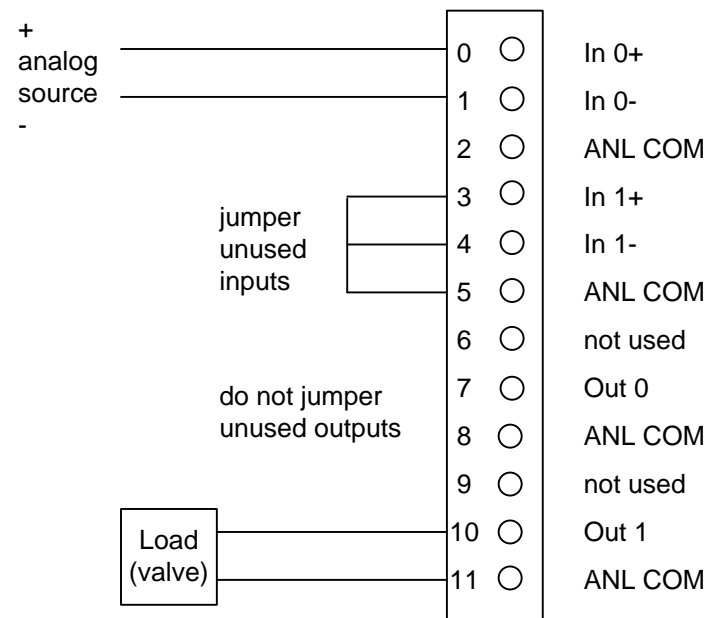 +
analog
source
-
0 In 0+
1 In 0-
2 ANL COM
3 In 1+
jumper
unused
inputs
4 In 1-
5 ANL COM
6 not used
7 Out 0
do not jumper
unused outputs
8 ANL COM
9 not used
10 Out 1
Load
(valve)
11 ANL COM